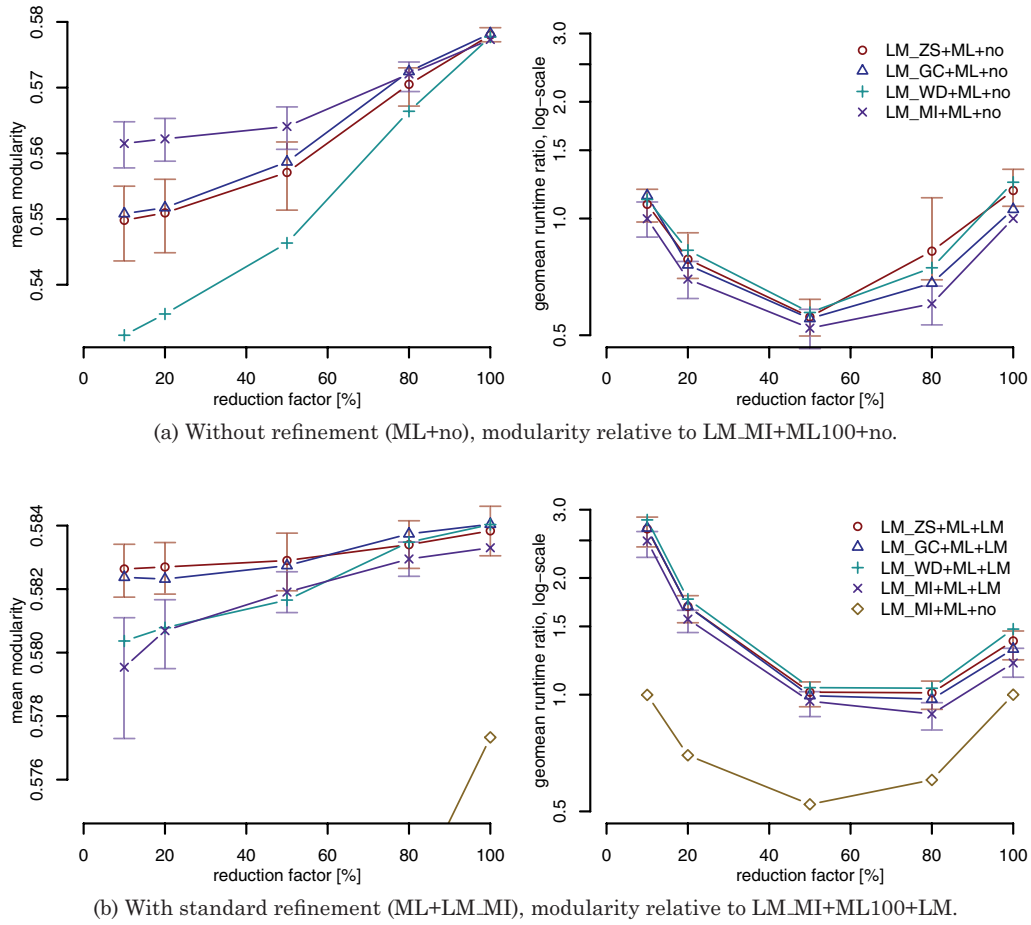 mean modularity
0.54 0.55 0.56 0.57 0.58
0 20 40 60 80 100
reduction factor [%]
geomean runtime ratio, log−scale
0.5 1.0 1.5 2.0 3.0
0 20 40 60 80 100
reduction factor [%]
LM_ZS+ML+no
LM_GC+ML+no
LM_WD+ML+no
LM_MI+ML+no
(a) Without refinement (ML+no), modularity relative to LM_MI+ML100+no.
mean modularity
0.576 0.578 0.580 0.582 0.584
0 20 40 60 80 100
reduction factor [%]
geomean runtime ratio, log−scale
0.5 1.0 1.5 2.0 3.0
0 20 40 60 80 100
reduction factor [%]
LM_ZS+ML+LM
LM_GC+ML+LM
LM_WD+ML+LM
LM_MI+ML+LM
LM_MI+ML+no
(b) With standard refinement (ML+LM_MI), modularity relative to LM_MI+ML100+LM.